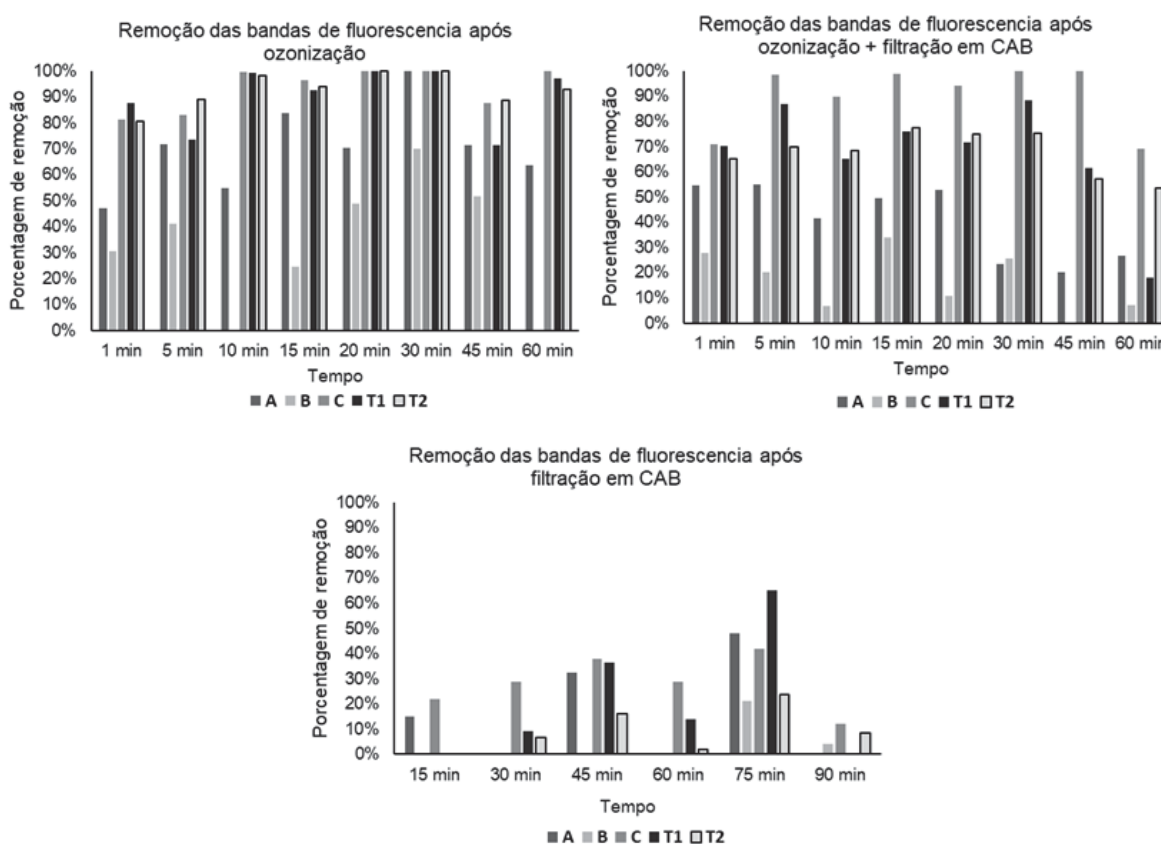 Remoção das bandas de fluorescencia após
ozonização
Porcentagem de remoção
100%
90%
80%
70%
60%
50%
40%
30%
20%
10%
0%
1 min 5 min 10 min 15 min 20 min 30 min 45 min 60 min
Tempo
A B C T1 T2
Remoção das bandas de fluorescencia após
ozonização + filtração em CAB
Porcentagem de remoção
100%
90%
80%
70%
60%
50%
40%
30%
20%
10%
0%
1 min 5 min 10 min 15 min 20 min 30 min 45 min 60 min
Tempo
A B C T1 T2
Remoção das bandas de fluorescencia após
filtração em CAB
Porcentagem de remoção
100%
90%
80%
70%
60%
50%
40%
30%
20%
10%
0%
15 min 30 min 45 min 60 min 75 min 90 min
Tempo
A B C T1 T2